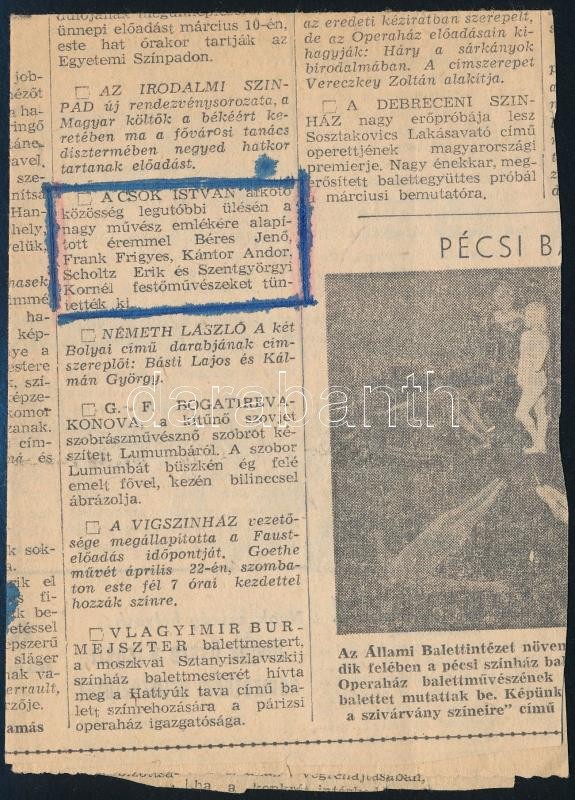 ünnepi előadást március 10-én,
este hat órakor tartják az
Egyetemi Színpadon.
AZ IRODALMI SZIN-
PAD új rendezvénysorozata, a
Magyar költők a békéért ke-
retében ma a fővárosi tanács
disztermében negyed hatkor
tartanak előadást.
A CSÓK ISTVÁN alkotó
közösség legutóbbi ülésén a
nagy művész emlékére alapí-
tott éremmel Béres Jenő,
Frank Frigyes, Kántor Andor,
Scholtz Erik és Szentgyörgyi
Kornél festőművészeket tün-
tették ki.
NÉMETH LÁSZLÓ A két
Bolyai című darabjának cím-
szereplői: Básti Lajos és Kál-
mán György.
G. F. BOGATIREVA-
KONOVA, a kitűnő szovjet
szobrászművésznő szobrot ké-
szített Lumumbáról. A szobor
Lumumbát büszkén ég felé
emelt fővel, kezén bilinccsel
ábrázolja.
A VIGSZINHÁZ vezető-
sége megállapította a Faust-
előadás időpontját. Goethe
művét április 22-én, szomba-
ton este fél 7 órai kezdettel
hozzák színre.
VLAGYIMIR BUR-
MEJSZTER balettmestert,
a moszkvai Sztanyiszlavszkij
színház balettmesterét hívta
meg a Hattyúk tava című ba-
lett színrehozására a párizsi
operaház igazgatósága.
az eredeti kéziratban szerepelt,
de az Operaház előadásain ki-
hagyják: Háry a sárkányok
birodalmában. A címszerepet
Vereczkey Zoltán alakítja.
A DEBRECENI SZIN-
HÁZ nagy erőpróbája lesz
Sosztakovics Lakásavató című
operettjének magyarországi
premierje. Nagy énekkar, meg-
erősített balettegyüttes próbál
a márciusi bemutatóra.
PÉCSI BA
Az Állami Balettintézet növen
dik felében a pécsi színház bal
Operaház balettművészének
balettet mutattak be. Képünk
a szivárvány színeire" című
darabanth